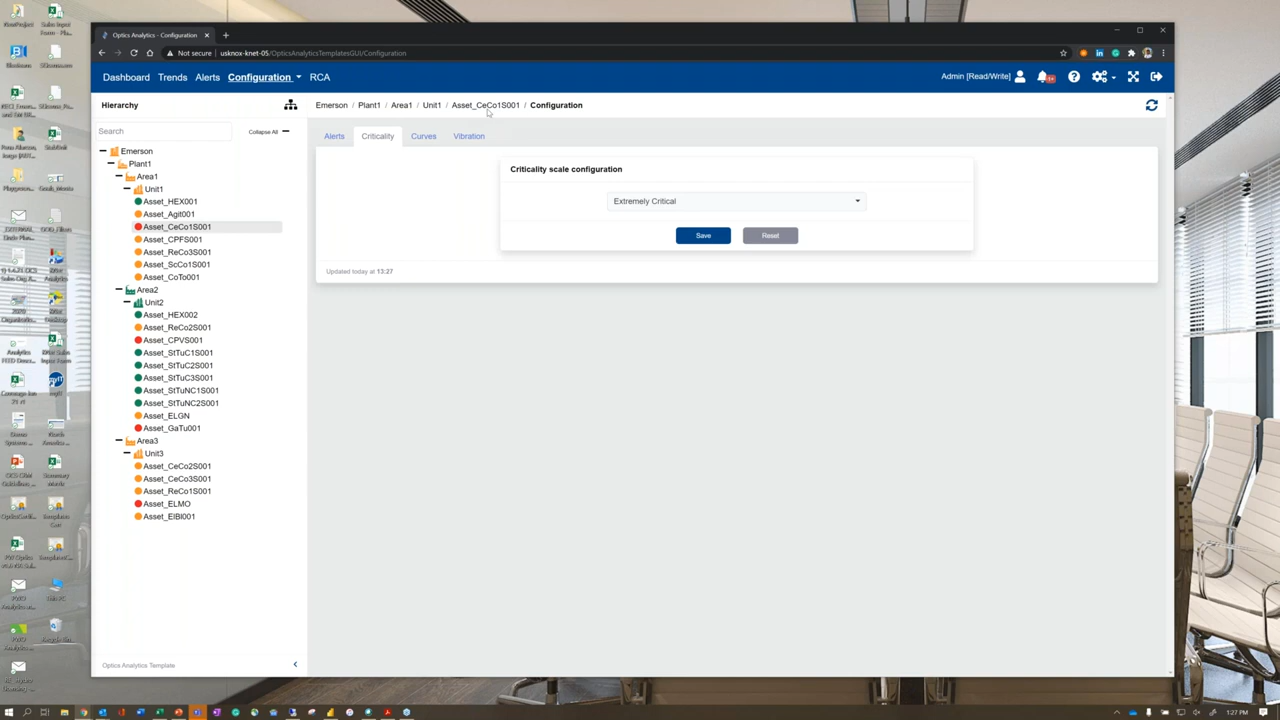 Optics Analytics - Configuration
Not secure
usknox-knet-05/OpticsAnalyticsTemplatesGUI/Configuration
Dashboard
Trends
Alerts
Configuration
RCA
Admin [Read/Write]
Hierarchy
Emerson / Plant1 / Area1 / Unit1 / Asset_CeCo1S001 / Configuration
Search
Collapse All
Alerts
Criticality
Curves
Vibration
Emerson
Plant1
Area1
Unit1
Asset_HEX001
Asset_Agit001
Asset_CeCo1S001
Asset_CPFS001
Asset_ReCo3S001
Asset_ScCo1S001
Asset_CoTo001
Area2
Unit2
Asset_HEX002
Asset_ReCo2S001
Asset_CPVS001
Asset_StTuC1S001
Asset_StTuC2S001
Asset_StTuC3S001
Asset_StTuNC1S001
Asset_StTuNC2S001
Asset_ELGN
Asset_GaTu001
Area3
Unit3
Asset_CeCo2S001
Asset_CeCo3S001
Asset_ReCo1S001
Asset_ELMO
Asset_ElBl001
Criticality scale configuration
Extremely Critical
Save
Reset
Updated today at 13:27
Optics Analytics Template
1:27 PM